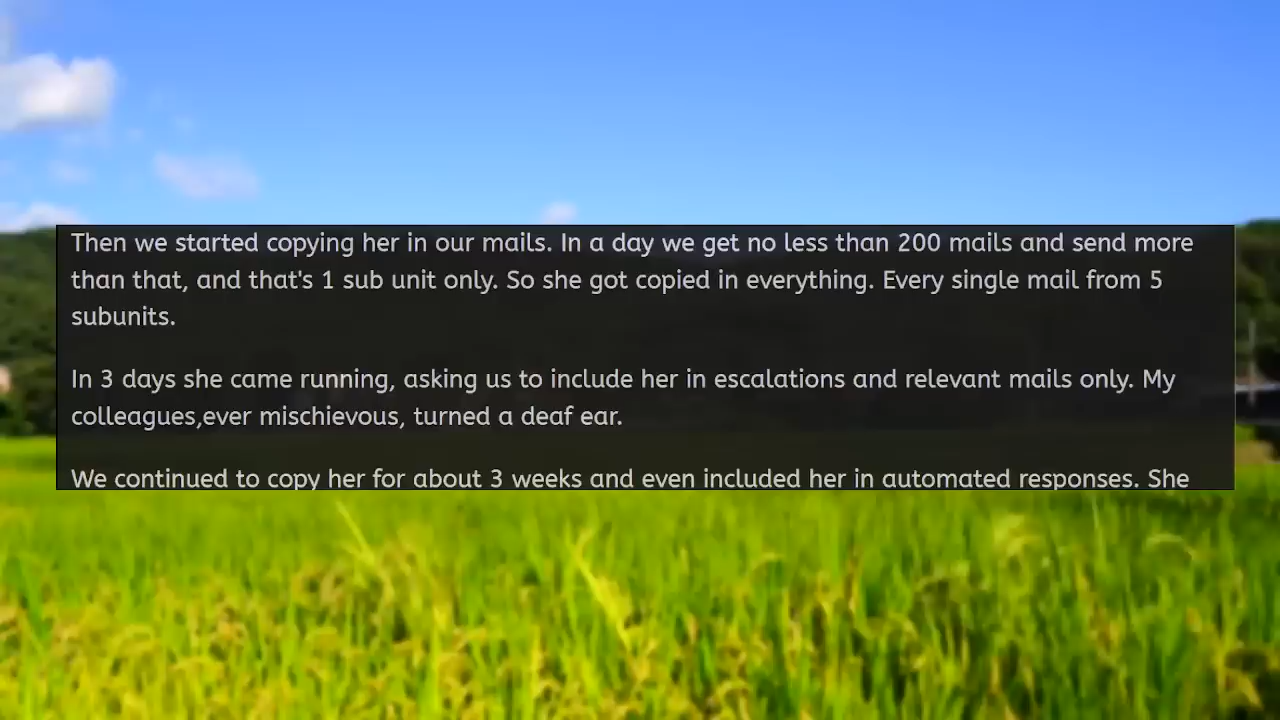 Then we started copying her in our mails. In a day we get no less than 200 mails and send more
than that, and that's 1 sub unit only. So she got copied in everything. Every single mail from 5
subunits.
In 3 days she came running, asking us to include her in escalations and relevant mails only. My
colleagues,ever mischievous, turned a deaf ear.
We continued to copy her for about 3 weeks and even included her in automated responses. She